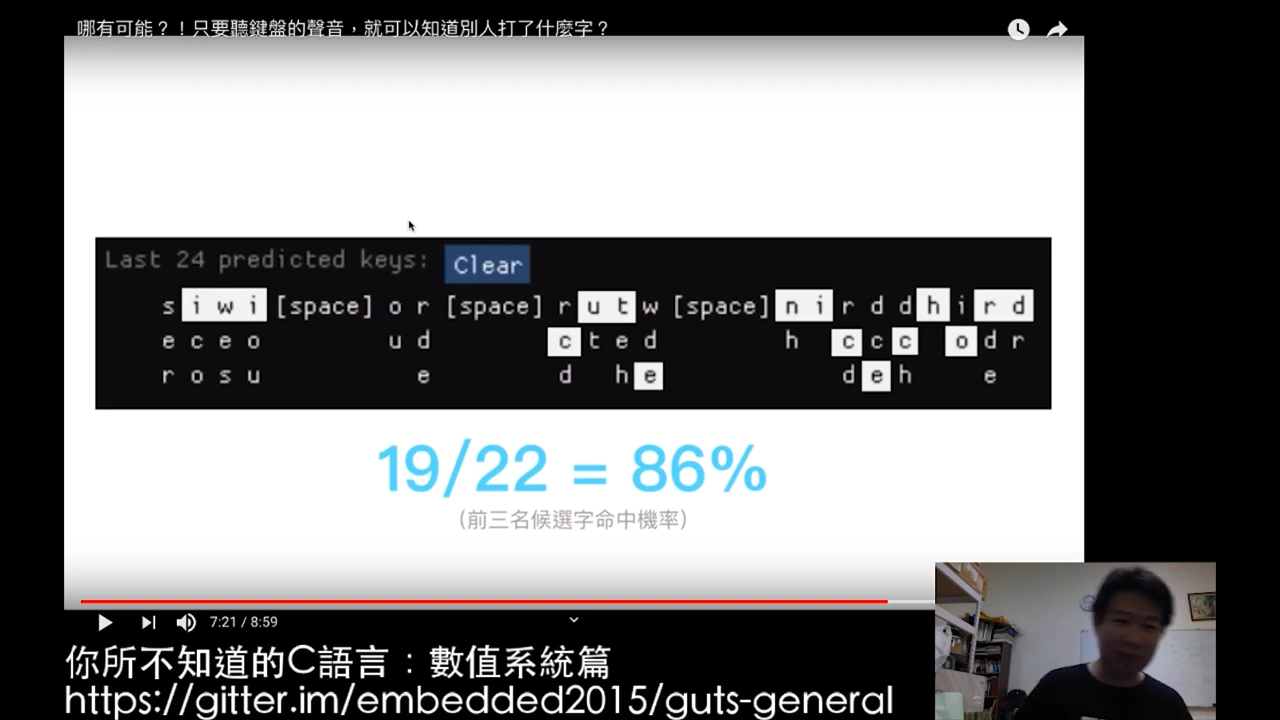 哪有可能？！只要聽鍵盤的聲音，就可以知道別人打了什麼字？
Last 24 predicted keys: Clear
s i w i [space] o r [space] r u t w [space] n i r d d h i r d
e c e o u d c t e d h c c c o d r
r o s u e d h e d e h e
19/22 = 86%
(前三名候選字命中機率)
7:21 / 8:59
你所不知道的C語言：數值系統篇
https://gitter.im/embedded2015/guts-general